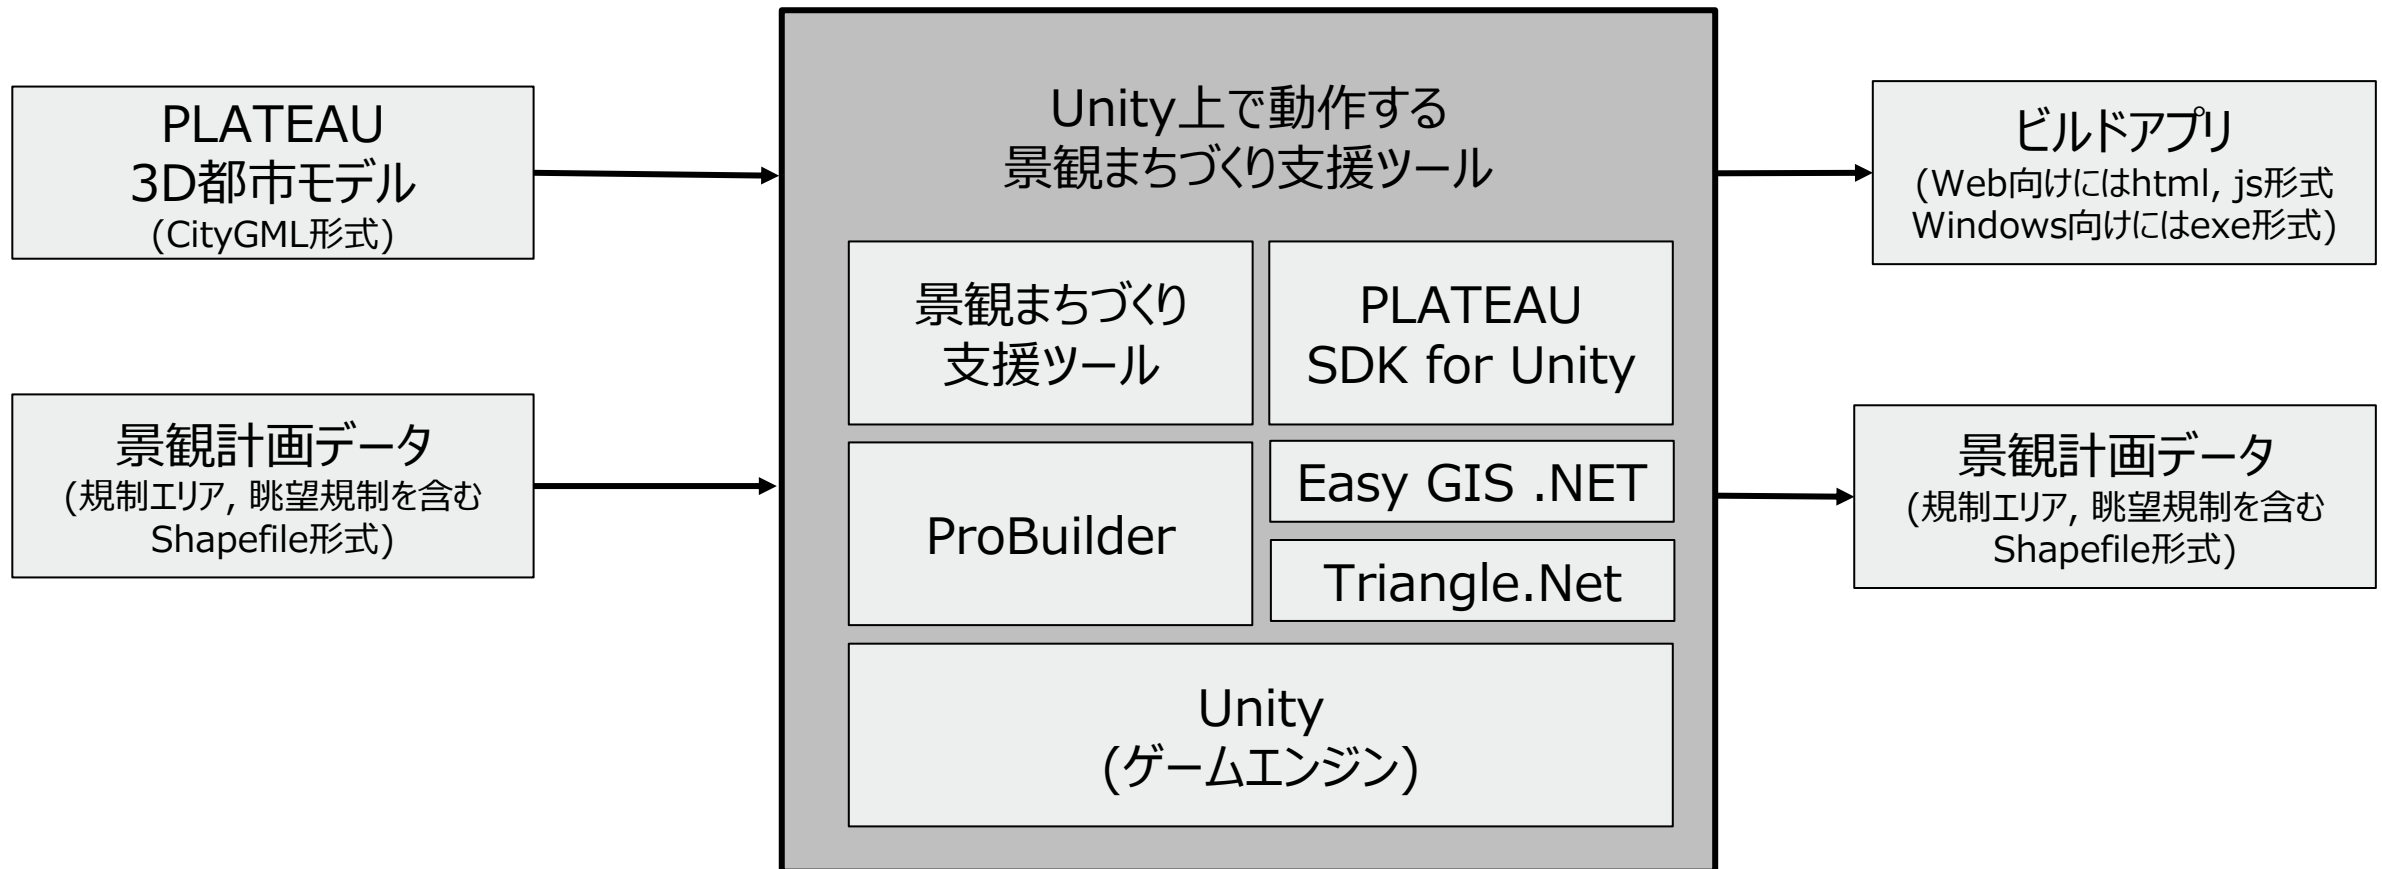 PLATEAU
3D都市モデル
(CityGML形式)
景観計画データ
(規制エリア, 眺望規制を含む
Shapefile形式)
Unity上で動作する
景観まちづくり支援ツール
景観まちづくり
支援ツール
PLATEAU
SDK for Unity
ProBuilder
Easy GIS .NET
Triangle.Net
Unity
(ゲームエンジン)
ビルドアプリ
(Web向けにはhtml, js形式
Windows向けにはexe形式)
景観計画データ
(規制エリア, 眺望規制を含む
Shapefile形式)